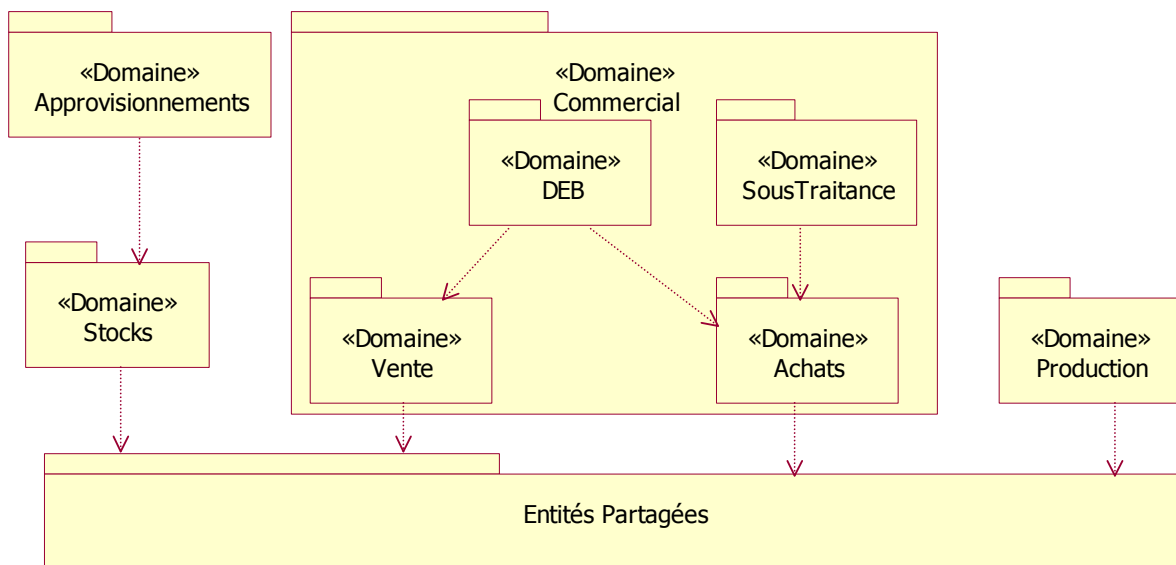 «Domaine»
Approvisionnements
«Domaine»
Commercial
«Domaine»
DEB
«Domaine»
SousTraitance
«Domaine»
Stocks
«Domaine»
Vente
«Domaine»
Achats
«Domaine»
Production
Entités Partagées